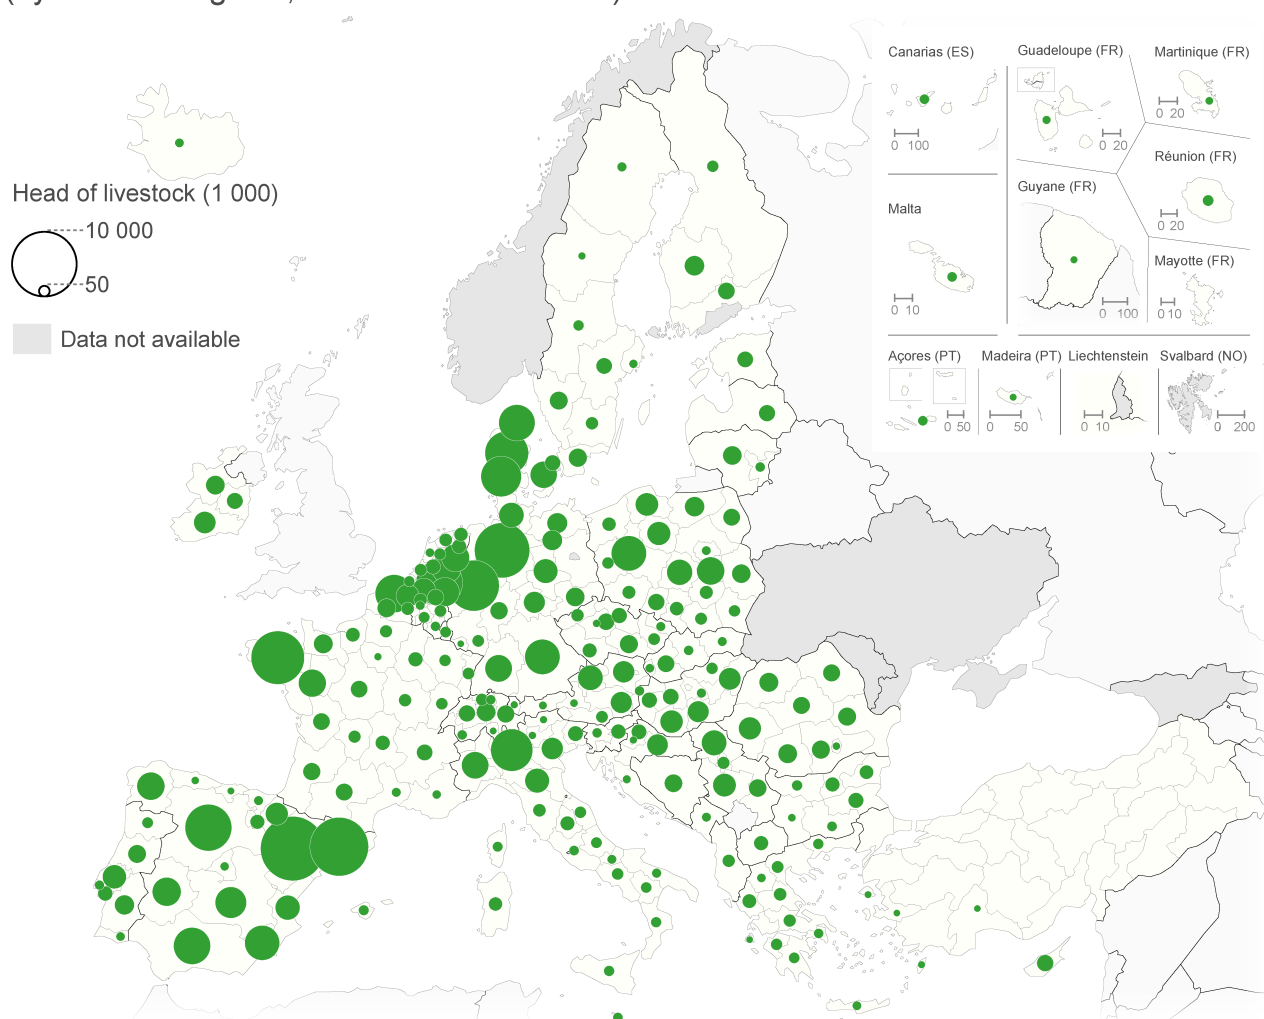 Head of livestock (1 000)
10 000
50
Data not available
Canarias (ES)
0 100
Guadeloupe (FR)
0 20
Martinique (FR)
0 20
Malta
0 10
Guyane (FR)
0 100
Réunion (FR)
0 20
Mayotte (FR)
0 10
Açores (PT)
0 50
Madeira (PT)
0 50
Liechtenstein
0 10
Svalbard (NO)
0 200